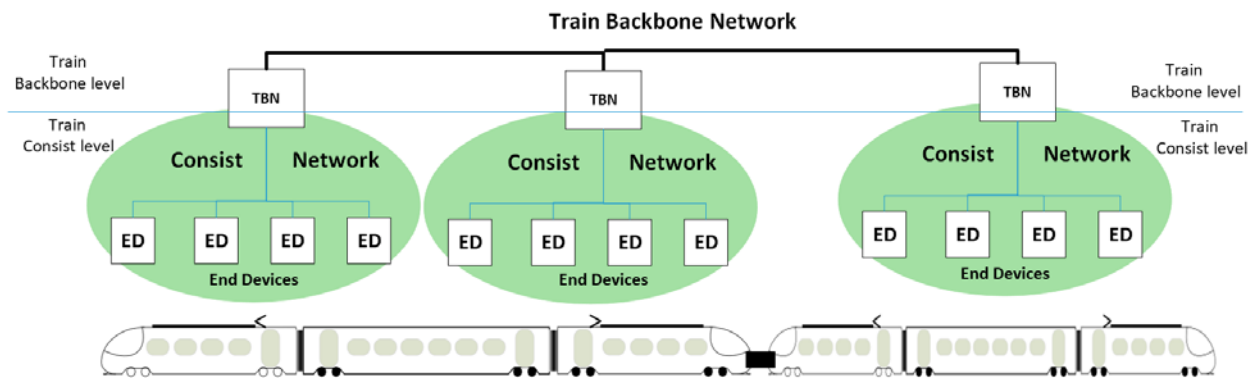 Train Backbone Network
Train
Backbone level
Train
Backbone level
TBN
TBN
TBN
Train
Consist level
Train
Consist level
Consist Network
Consist Network
Consist Network
ED ED ED ED
ED ED ED ED
ED ED ED ED
End Devices
End Devices
End Devices